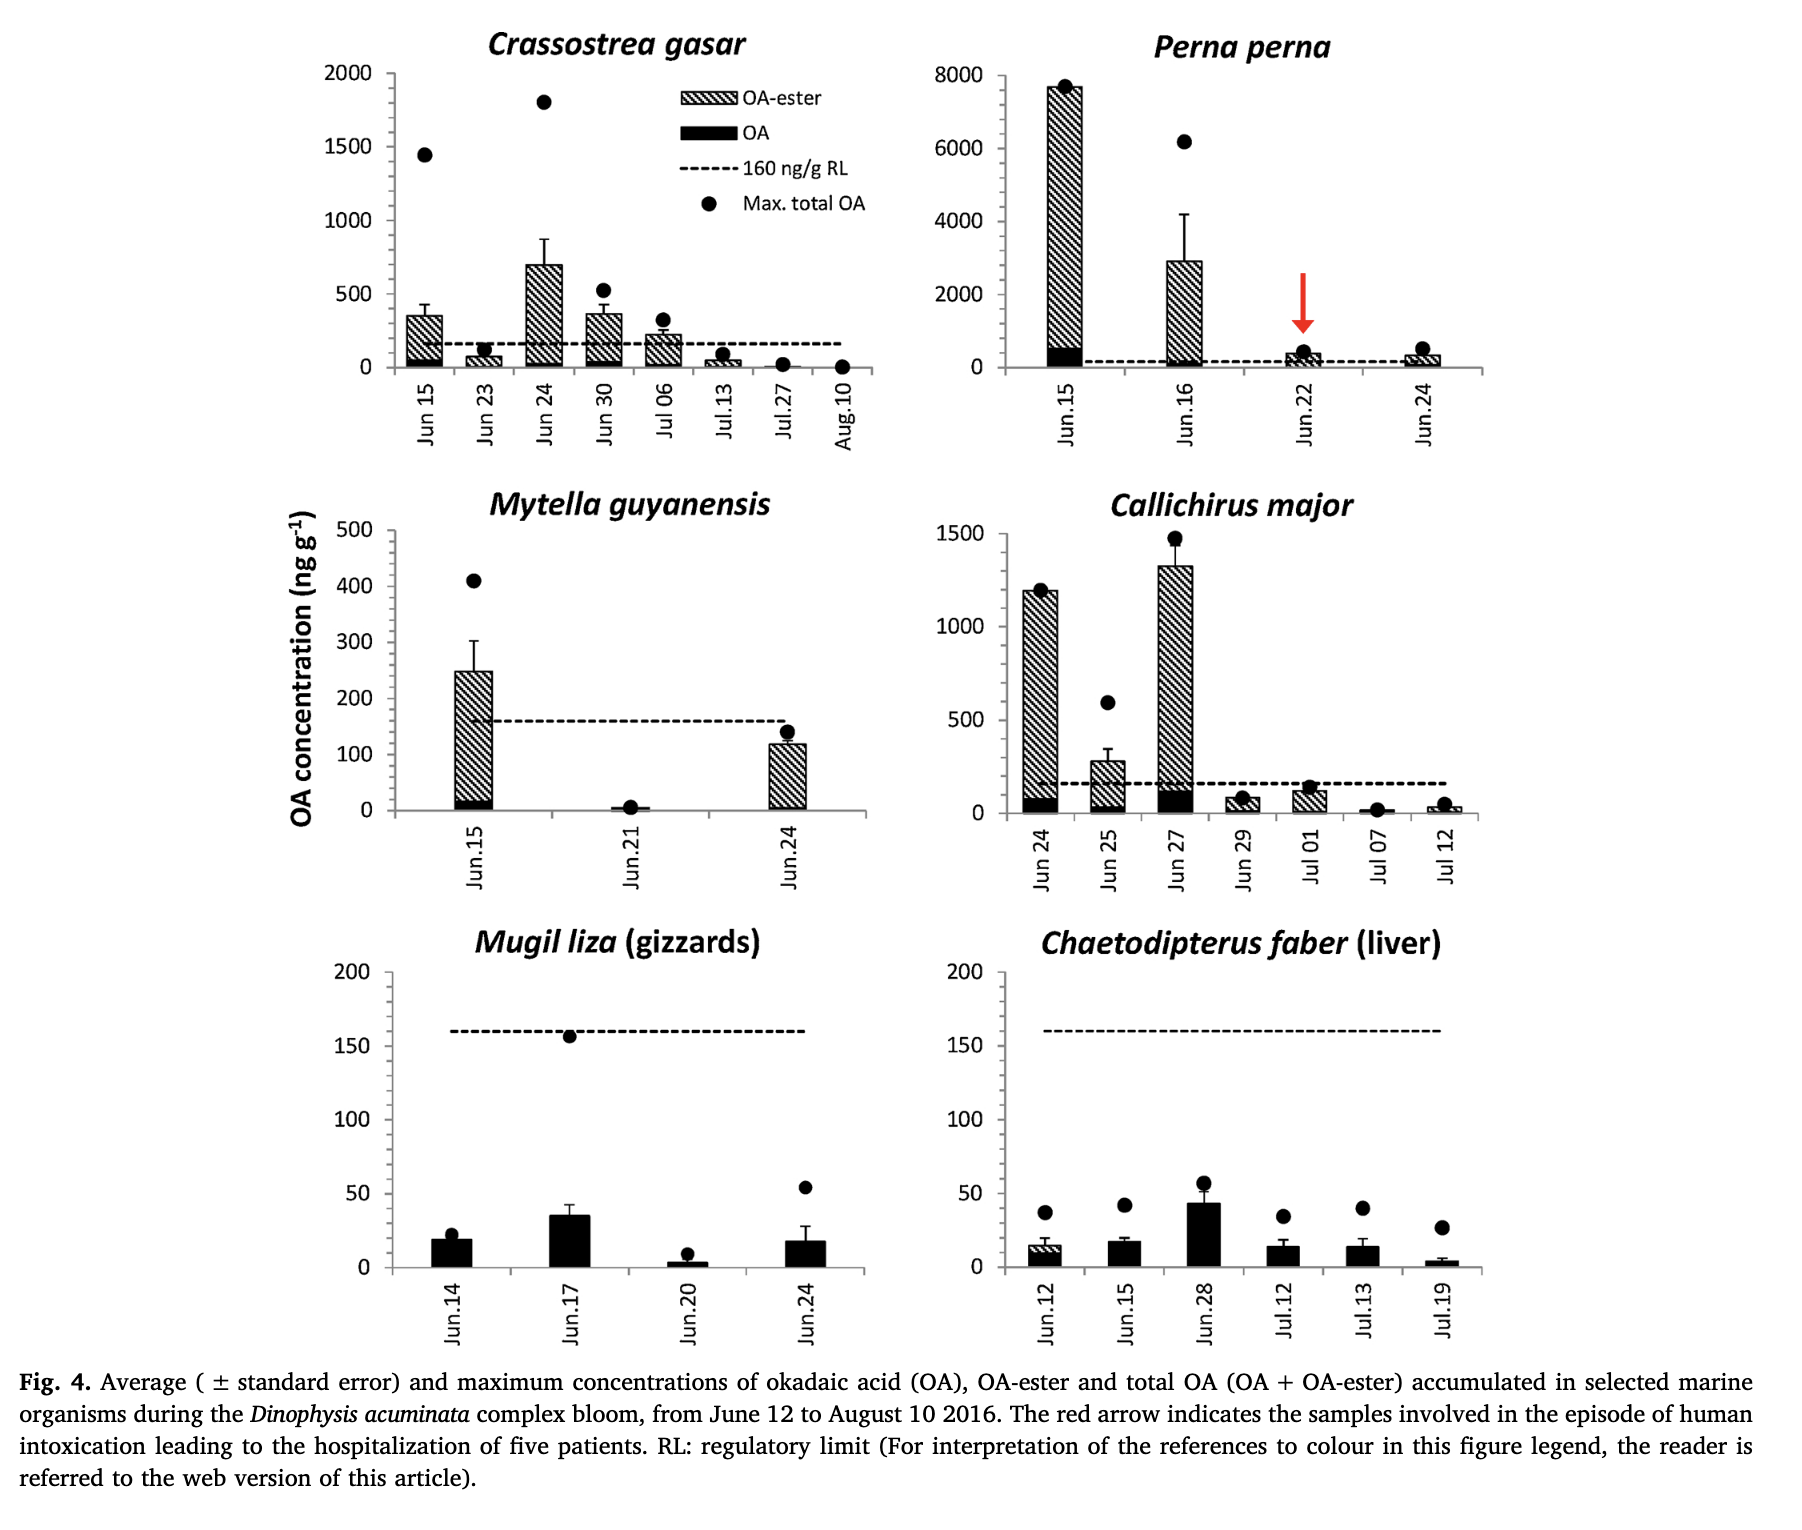 Crassostrea gasar
2000
1500
1000
500
0
OA-ester
OA
160 ng/g RL
Max. total OA
Jun 15
Jun 23
Jun 24
Jun 30
Jul 06
Jul.13
Jul.27
Aug.10
Perna perna
8000
6000
4000
2000
0
Jun.15
Jun.16
Jun.22
Jun.24
OA concentration (ng g-1)
Mytella guyanensis
500
400
300
200
100
0
Jun.15
Jun.21
Jun.24
Callichirus major
1500
1000
500
0
Jun 24
Jun 25
Jun 27
Jun 29
Jul 01
Jul 07
Jul 12
Mugil liza (gizzards)
200
150
100
50
0
Jun.14
Jun.17
Jun.20
Jun.24
Chaetodipterus faber (liver)
200
150
100
50
0
Jun.12
Jun.15
Jun.28
Jul.12
Jul.13
Jul.19
Fig. 4. Average ( ± standard error) and maximum concentrations of okadaic acid (OA), OA-ester and total OA (OA + OA-ester) accumulated in selected marine
organisms during the Dinophysis acuminata complex bloom, from June 12 to August 10 2016. The red arrow indicates the samples involved in the episode of human
intoxication leading to the hospitalization of five patients. RL: regulatory limit (For interpretation of the references to colour in this figure legend, the reader is
referred to the web version of this article).